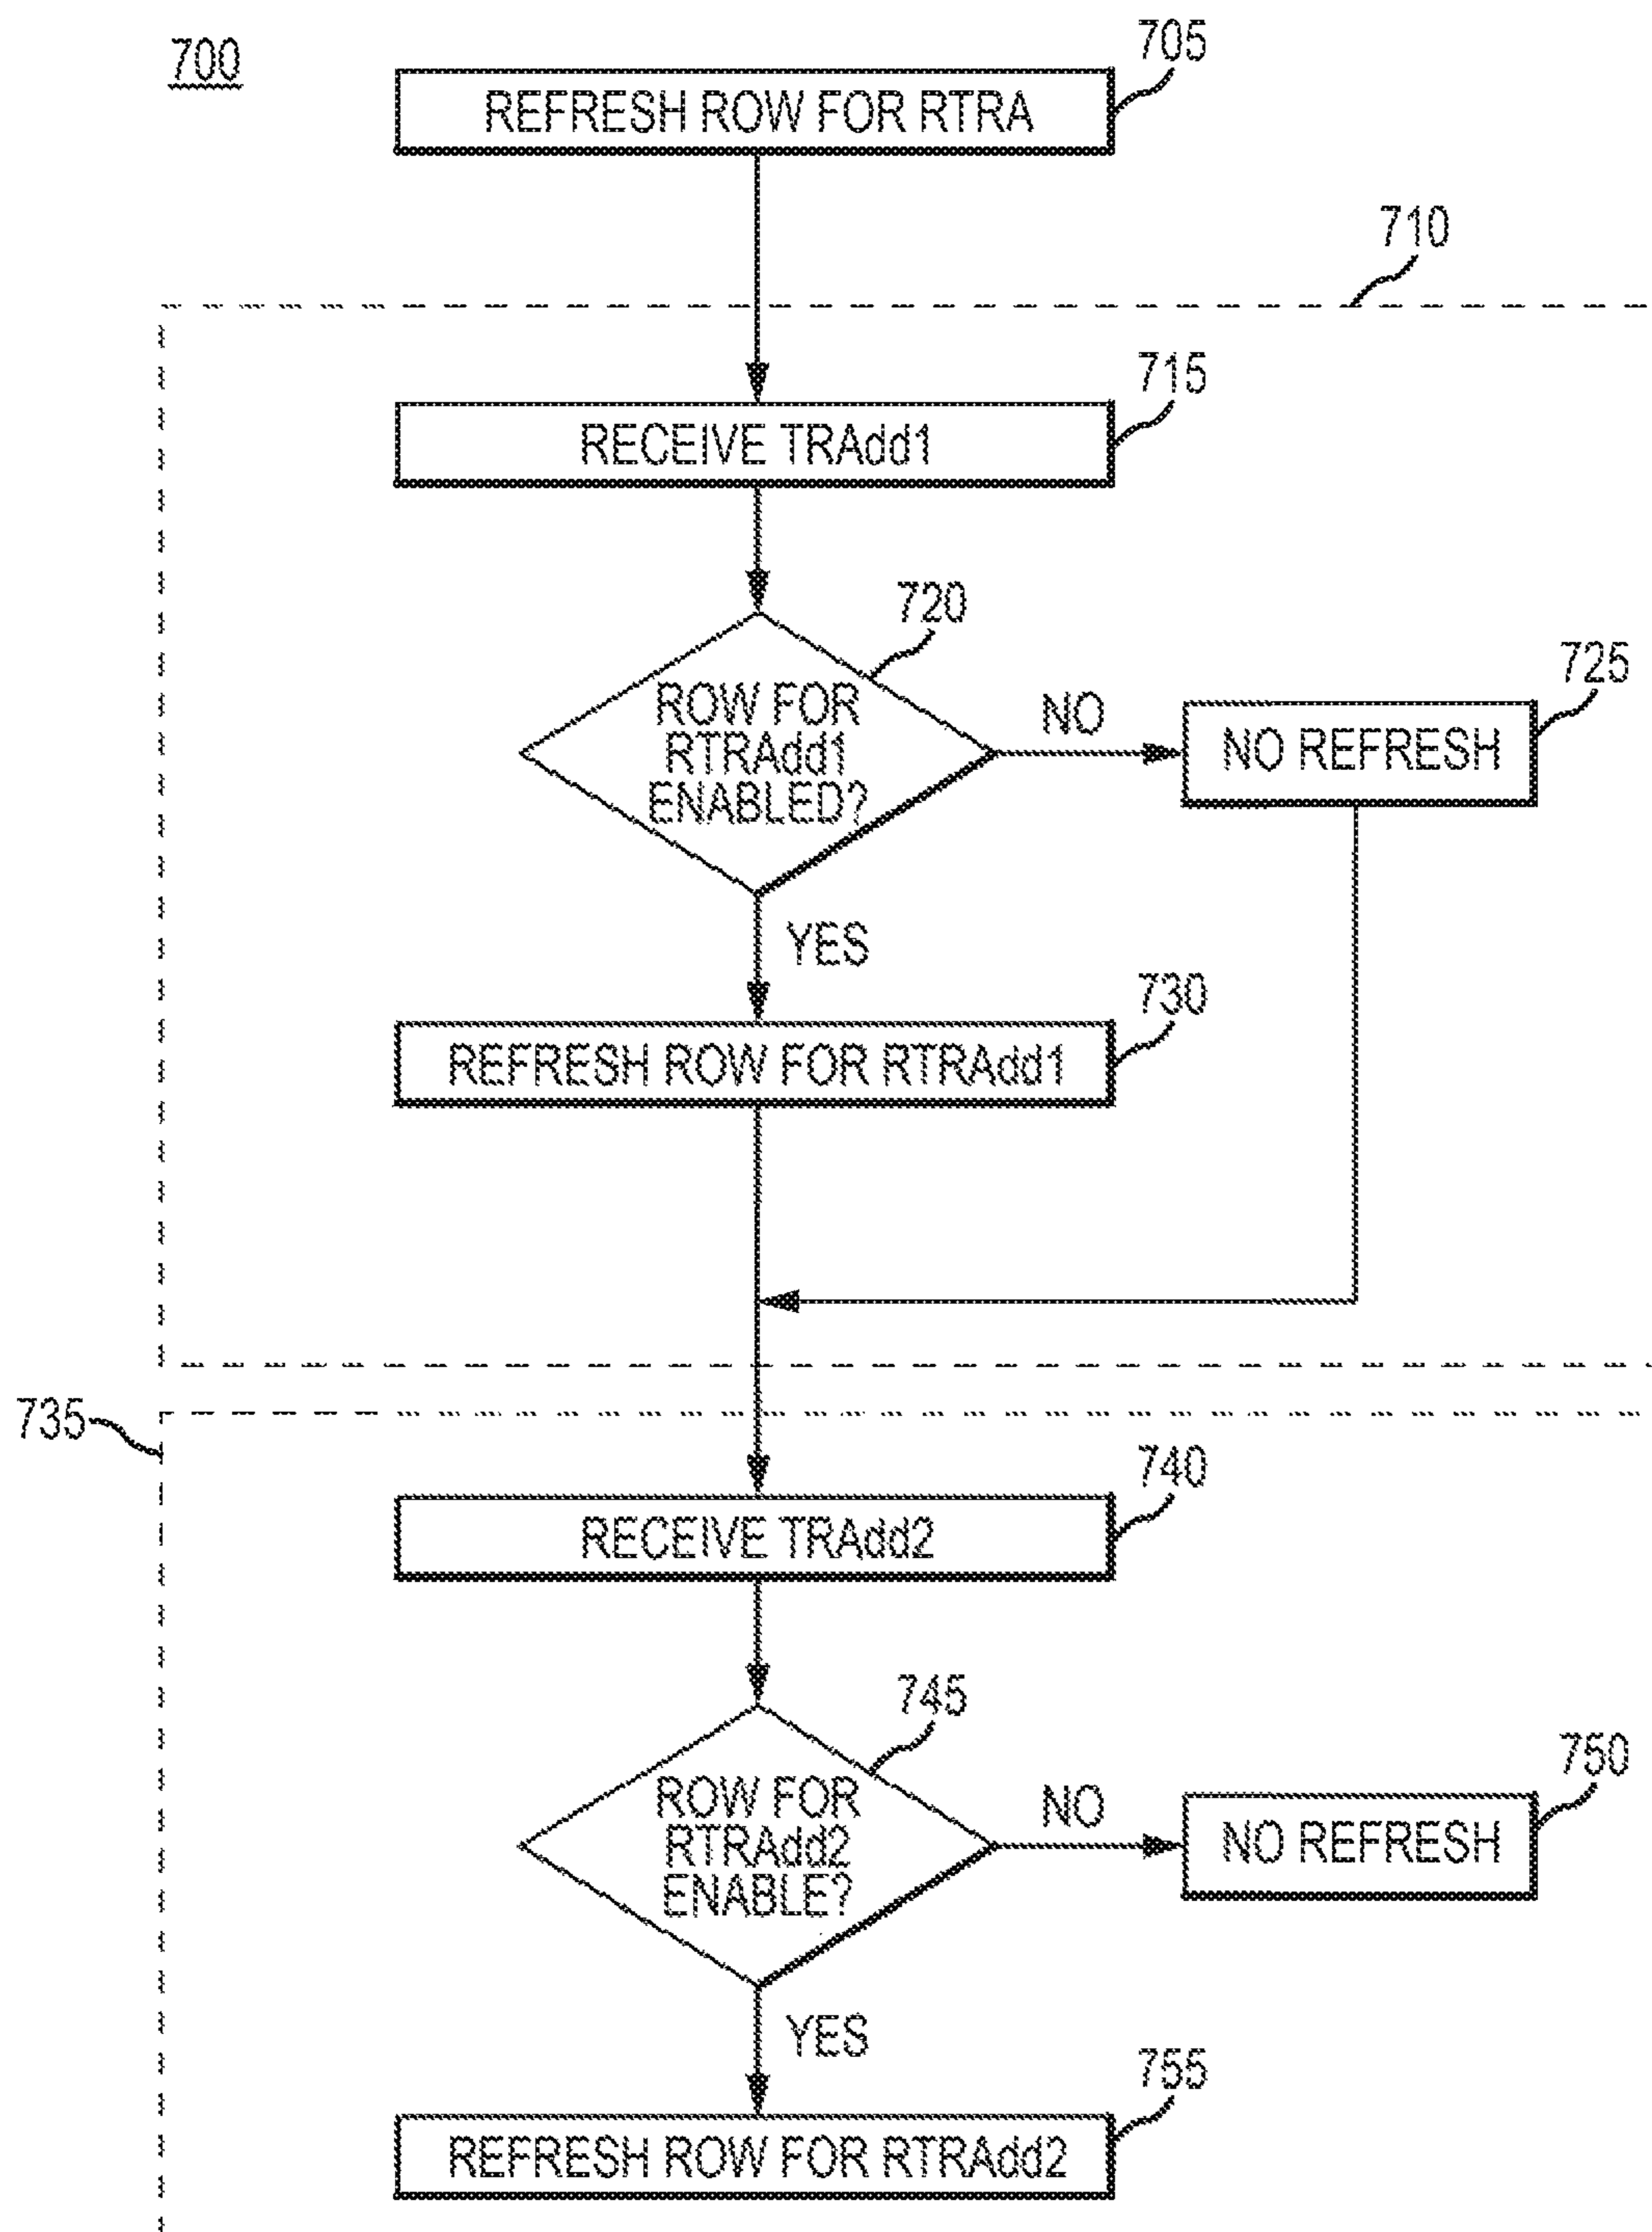 700
705
REFRESH ROW FOR RTRA
710
715
RECEIVE TRAdd1
720
ROW FOR
RTRAdd1
ENABLED?
NO
725
NO REFRESH
YES
730
REFRESH ROW FOR RTRAdd1
735
740
RECEIVE TRAdd2
745
ROW FOR
RTRAdd2
ENABLE?
NO
750
NO REFRESH
YES
755
REFRESH ROW FOR RTRAdd2